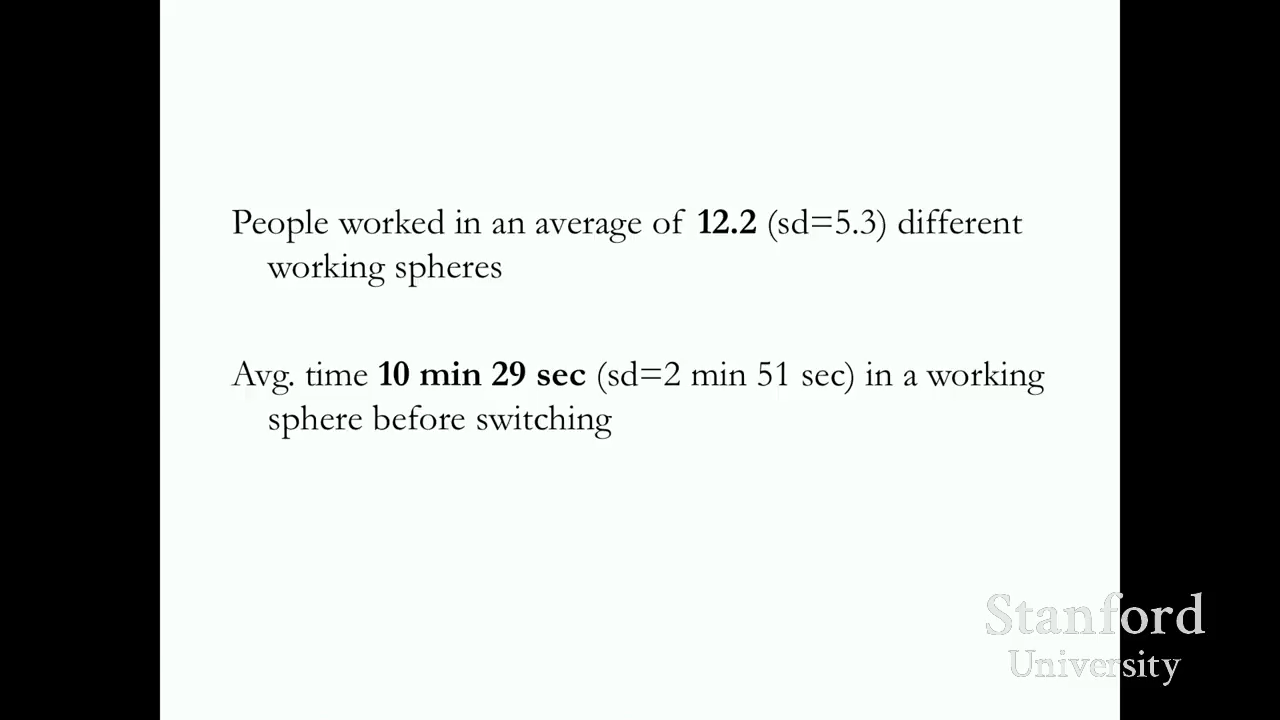 People worked in an average of 12.2 (sd=5.3) different
working spheres
Avg. time 10 min 29 sec (sd=2 min 51 sec) in a working
sphere before switching
Stanford
University